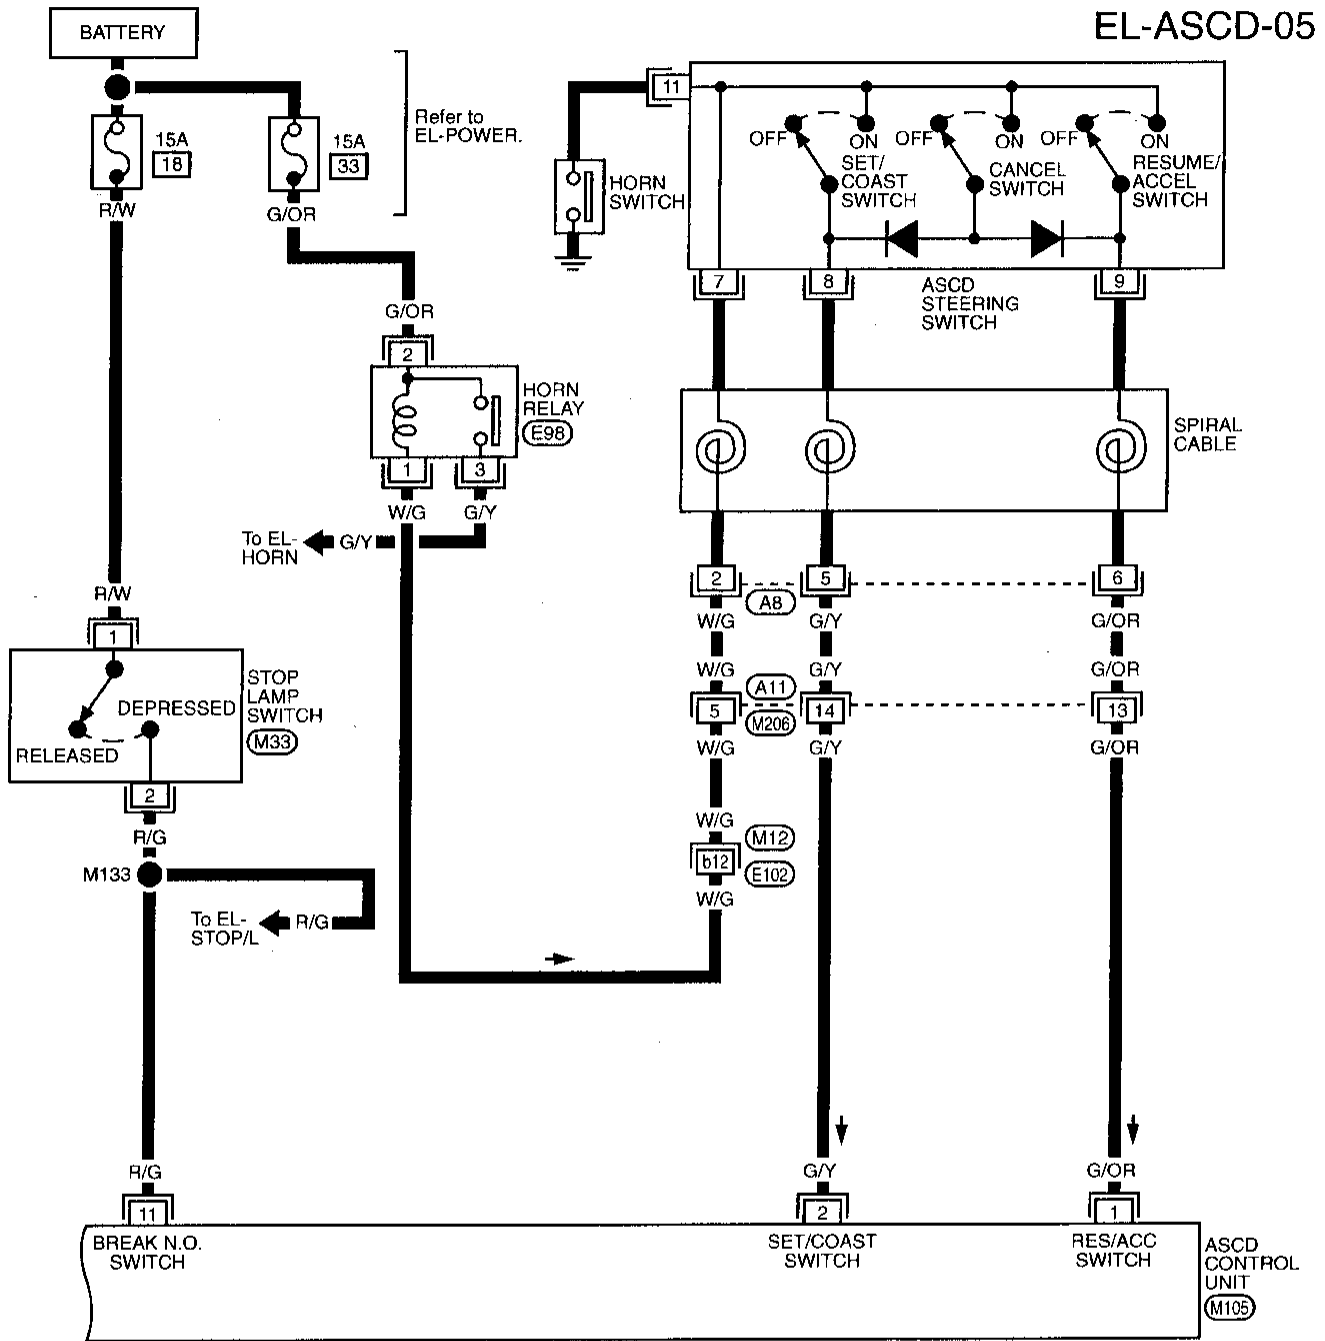 EL-ASCD-05
BATTERY
15A
18
15A
33
Refer to
EL-POWER.
R/W
G/OR
11
HORN
SWITCH
OFF
ON
SET/
COAST
SWITCH
OFF
ON
CANCEL
SWITCH
OFF
ON
RESUME/
ACCEL
SWITCH
7
8
9
ASCD
STEERING
SWITCH
G/OR
2
HORN
RELAY
E98
1
3
W/G
G/Y
To EL-
HORN
G/Y
SPIRAL
CABLE
2
5
6
A8
W/G
G/Y
G/OR
W/G
G/Y
G/OR
A11
5
14
13
M206
W/G
G/Y
G/OR
W/G
M12
b12
E102
W/G
R/W
1
STOP
LAMP
SWITCH
M33
DEPRESSED
RELEASED
2
R/G
M133
To EL-
STOP/L
R/G
R/G
G/Y
G/OR
11
2
1
BREAK N.O.
SWITCH
SET/COAST
SWITCH
RES/ACC
SWITCH
ASCD
CONTROL
UNIT
M105